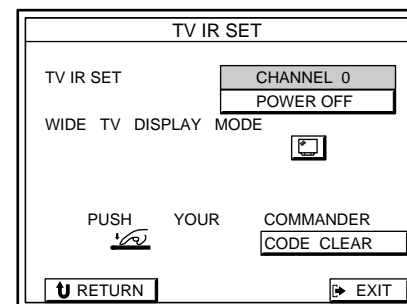 TV IR SET
TV IR SET CHANNEL 0
POWER OFF
WIDE TV DISPLAY MODE
PUSH YOUR COMMANDER
CODE CLEAR
RETURN EXIT